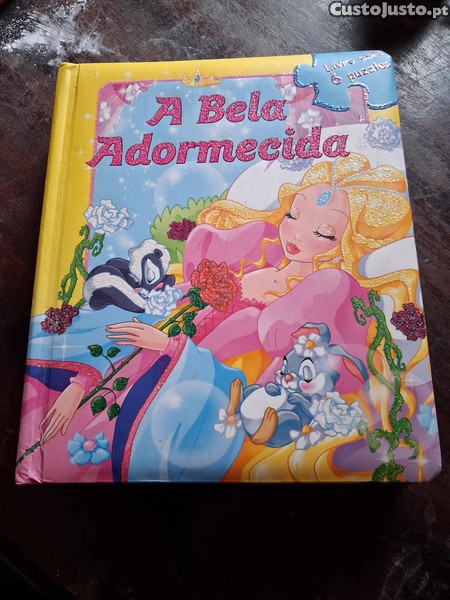 CustoJusto.pt
Livro com
6 puzzles
A Bela
Adormecida